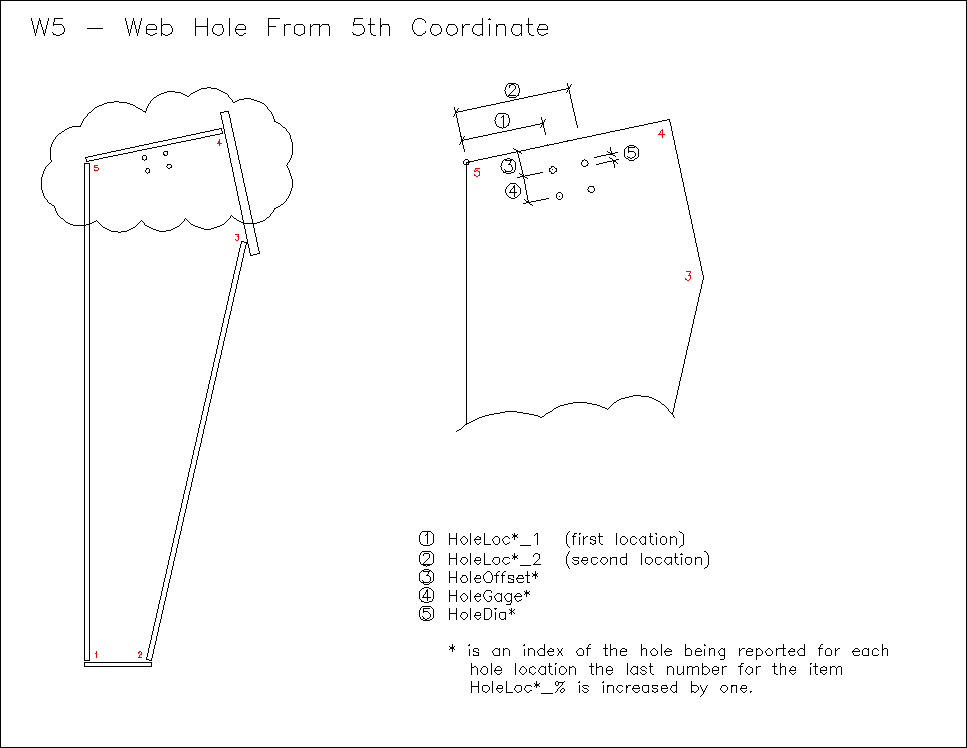 W5 - Web Hole From 5th Coordinate
5
4
3
1
2
②
①
③
④
⑤
5
4
3
① HoleLoc*_1 (first location)
② HoleLoc*_2 (second location)
③ HoleOffset*
④ HoleGage*
⑤ HoleDia*
* is an index of the hole being reported for each
hole location the last number for the item
HoleLoc*_% is increased by one.